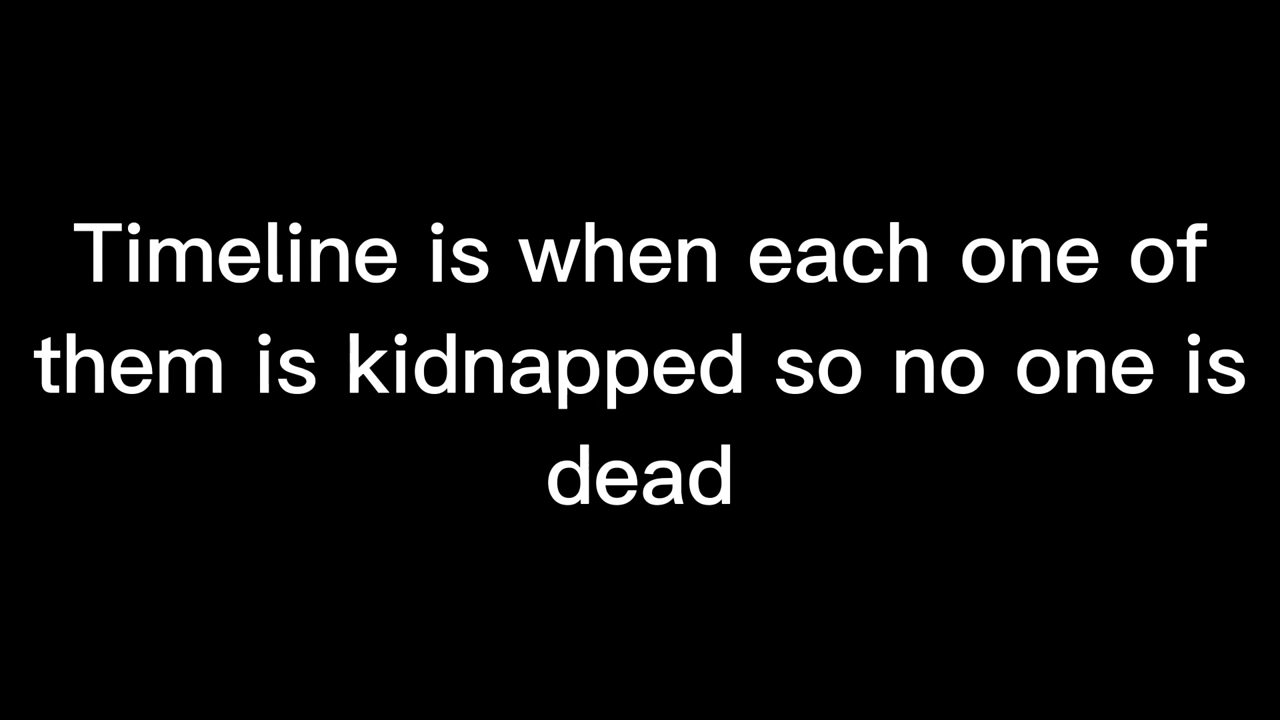 Timeline is when each one of
them is kidnapped so no one is
dead